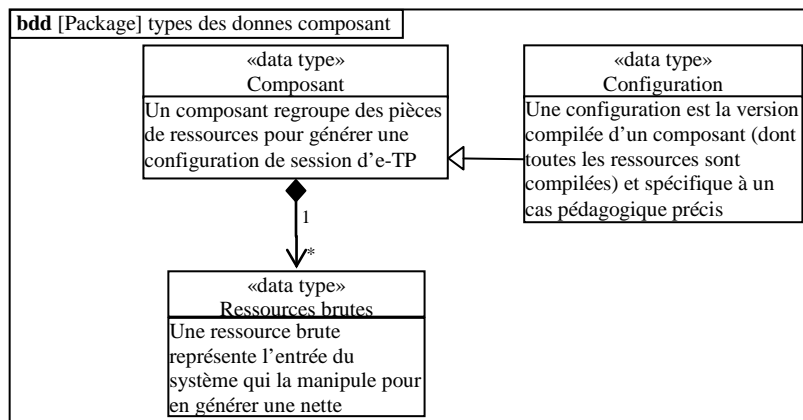 bdd [Package] types des donnes composant
«data type»
Composant
Un composant regroupe des pièces
de ressources pour générer une
configuration de session d'e-TP
«data type»
Configuration
Une configuration est la version
compilée d'un composant (dont
toutes les ressources sont
compilées) et spécifique à un
cas pédagogique précis
1
*
«data type»
Ressources brutes
Une ressource brute
représente l'entrée du
système qui la manipule pour
en générer une nette